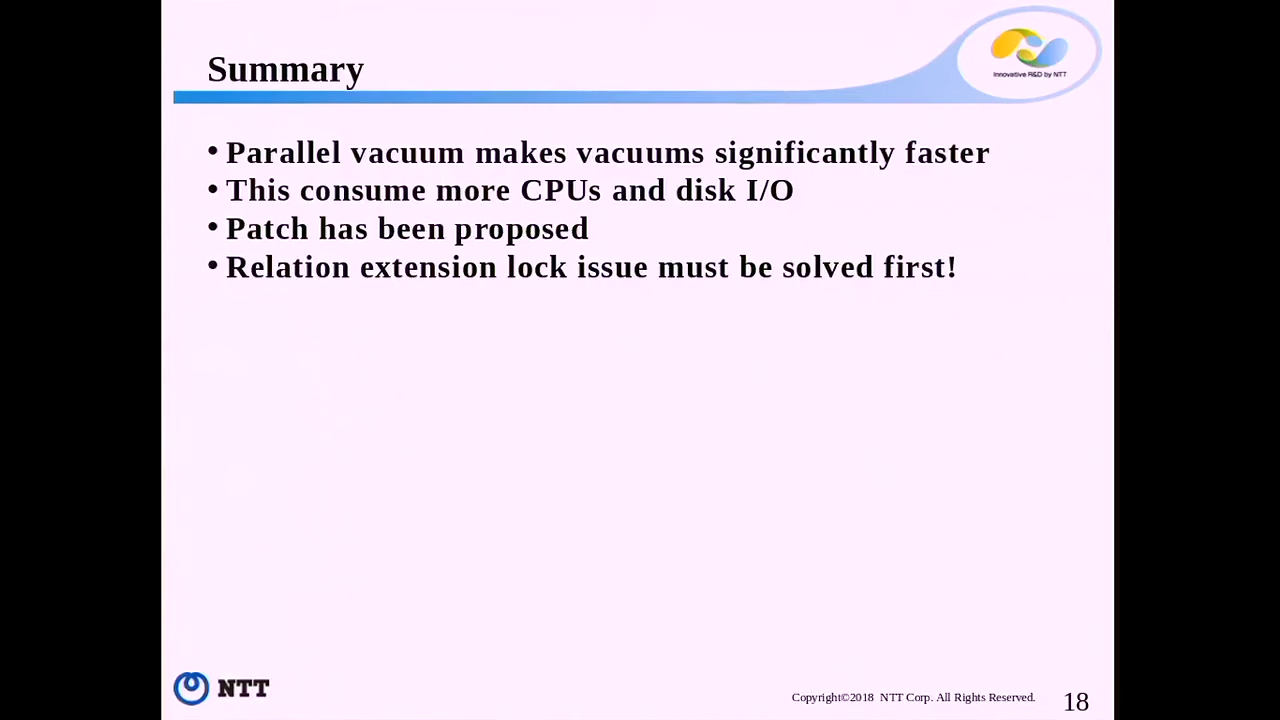 Summary
Innovative R&D by NTT
• Parallel vacuum makes vacuums significantly faster
• This consume more CPUs and disk I/O
• Patch has been proposed
• Relation extension lock issue must be solved first!
NTT
Copyright©2018 NTT Corp. All Rights Reserved.
18